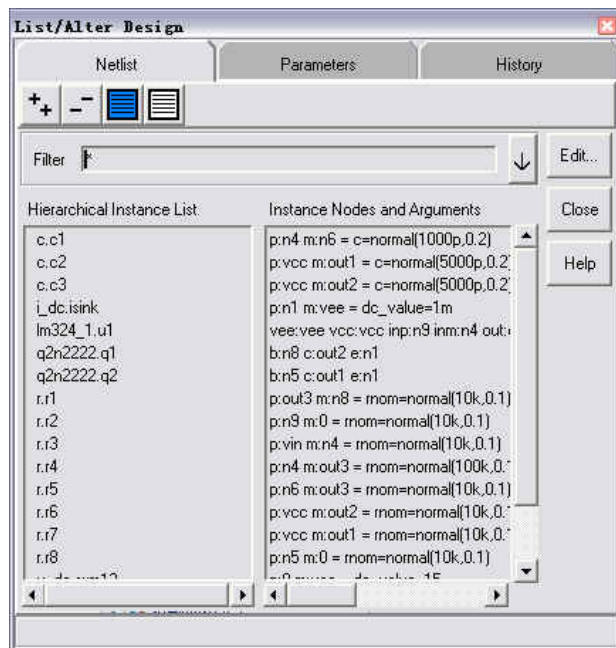 List/Alter Design
Netlist Parameters History
Filter * Edit...
Hierarchical Instance List Instance Nodes and Arguments Close
c.c1 p:n4 m:n6 = c=normal(1000p,0.2)
c.c2 p:vcc m:out1 = c=normal(5000p,0.2)
c.c3 p:vcc m:out2 = c=normal(5000p,0.2)
Help
i_dc.isink p:n1 m:vee = dc_value=1m
lm324_1.u1 vee:vee vcc:vcc inp:n9 inm:n4 out:
q2n2222.q1 b:n8 c:out2 e:n1
q2n2222.q2 b:n5 c:out1 e:n1
r.r1 p:out3 m:n8 = rnom=normal(10k,0.1)
r.r2 p:n9 m:0 = rnom=normal(10k,0.1)
r.r3 p:vin m:n4 = rnom=normal(10k,0.1)
r.r4 p:n4 m:out3 = rnom=normal(100k,0.
r.r5 p:n6 m:out3 = rnom=normal(10k,0.1)
r.r6 p:vcc m:out2 = rnom=normal(10k,0.
r.r7 p:vcc m:out1 = rnom=normal(10k,0.
r.r8 p:n5 m:0 = rnom=normal(10k,0.1)